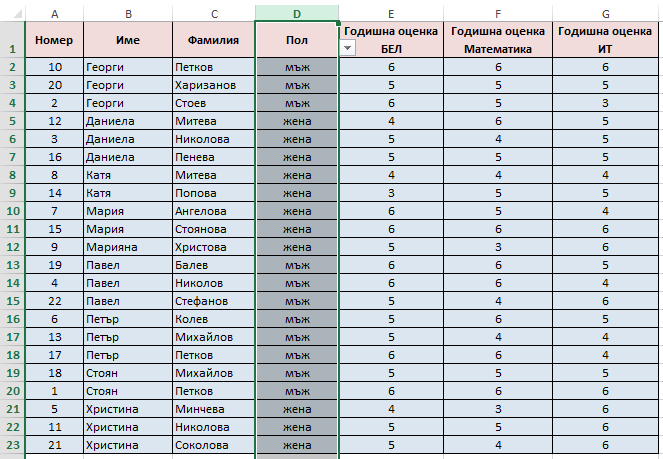 A B C D E F G
1 Номер Име Фамилия Пол Годишна оценка БЕЛ Годишна оценка Математика Годишна оценка ИТ
2 10 Георги Петков мъж 6 6 6
3 20 Георги Харизанов мъж 5 5 5
4 2 Георги Стоев мъж 6 5 3
5 12 Даниела Митева жена 4 6 5
6 3 Даниела Николова жена 5 4 5
7 16 Даниела Пенева жена 5 5 5
8 8 Катя Митева жена 4 4 4
9 14 Катя Попова жена 3 5 5
10 7 Мария Ангелова жена 6 5 4
11 15 Мария Стоянова жена 6 6 6
12 9 Марияна Христова жена 5 3 6
13 19 Павел Балев мъж 6 6 5
14 4 Павел Николов мъж 6 6 4
15 22 Павел Стефанов мъж 5 4 6
16 6 Петър Колев мъж 5 6 5
17 13 Петър Михайлов мъж 5 4 4
18 17 Петър Петков мъж 6 6 4
19 18 Стоян Михайлов мъж 5 5 5
20 1 Стоян Петков мъж 6 6 6
21 5 Христина Минчева жена 4 3 6
22 11 Христина Николова жена 5 5 6
23 21 Христина Соколова жена 5 4 6